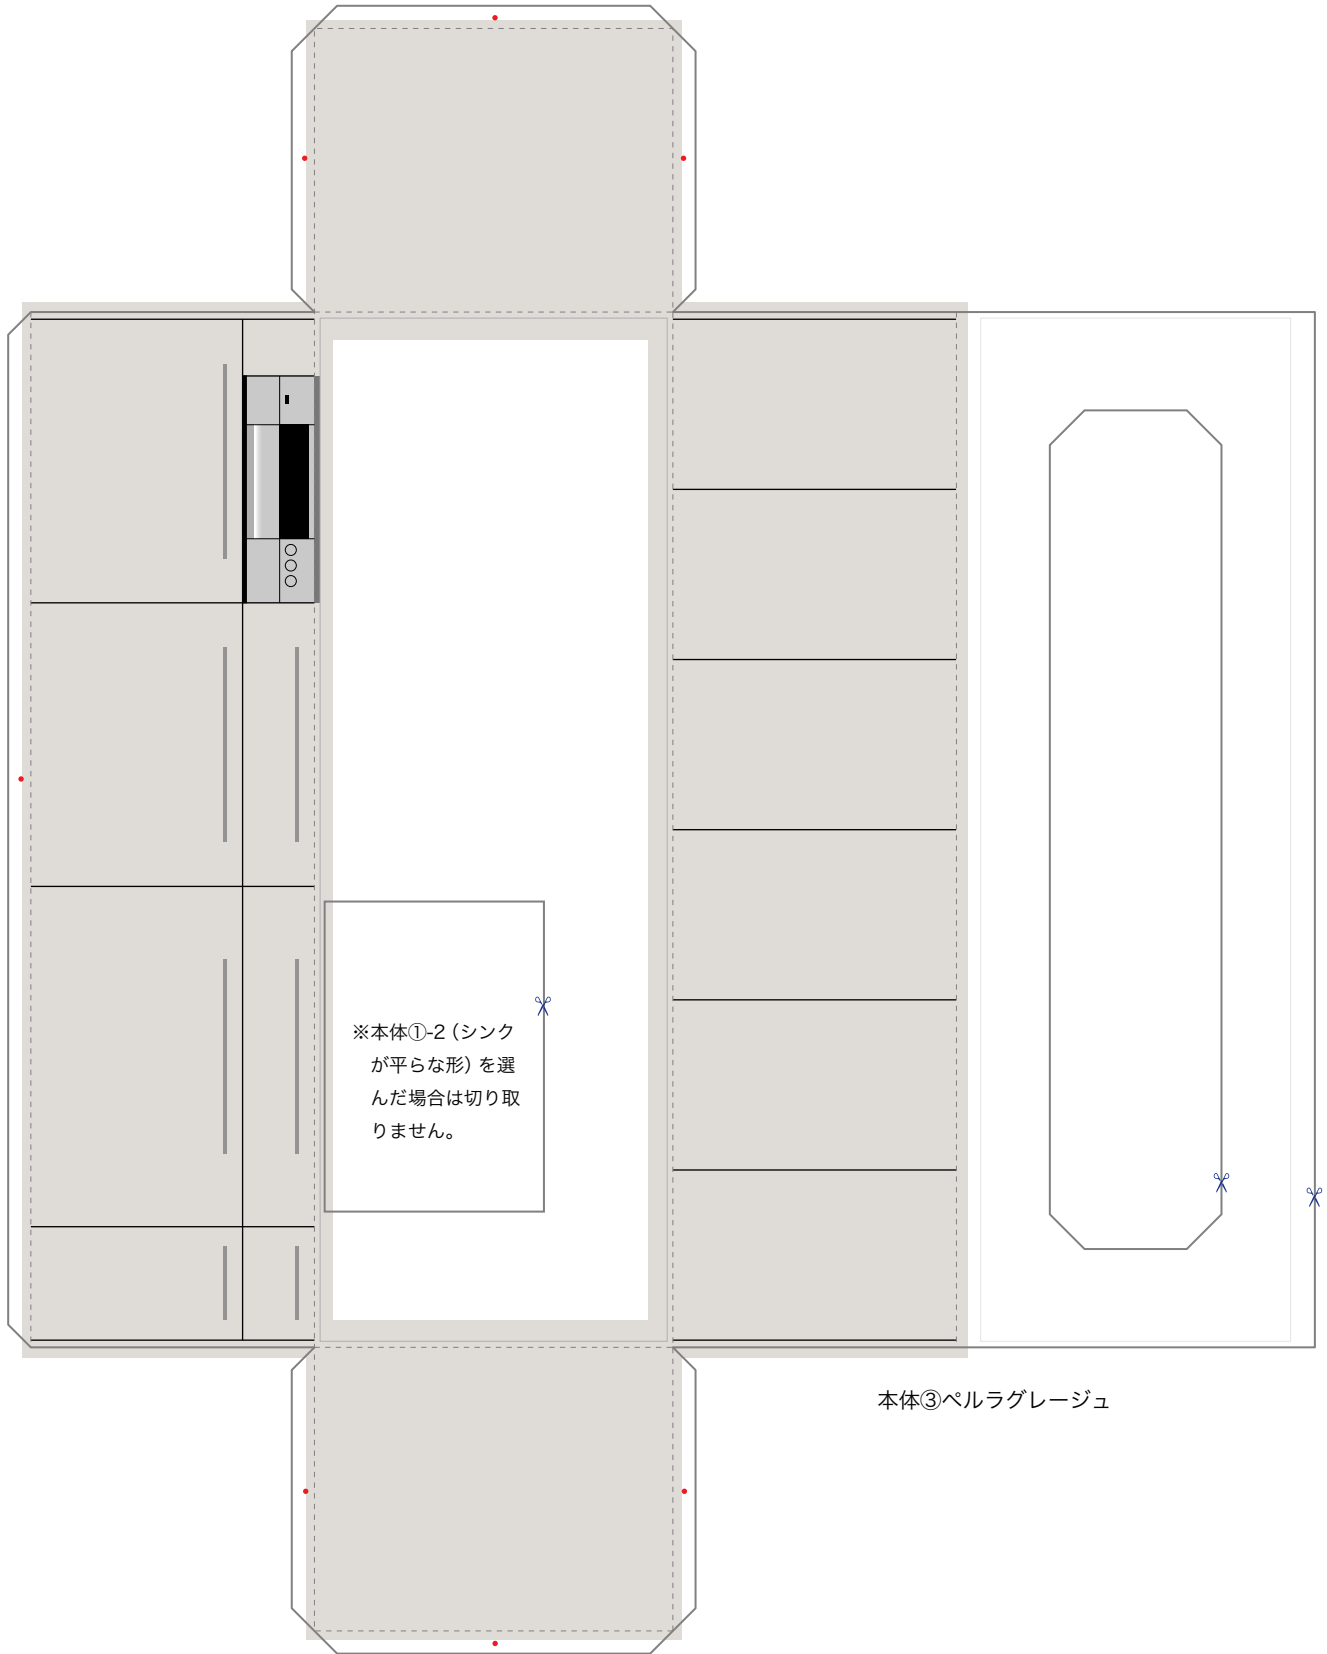 ※本体①-2（シンク
が平らな形）を選
んだ場合は切り取
りません。
本体③ペルラグレージュ